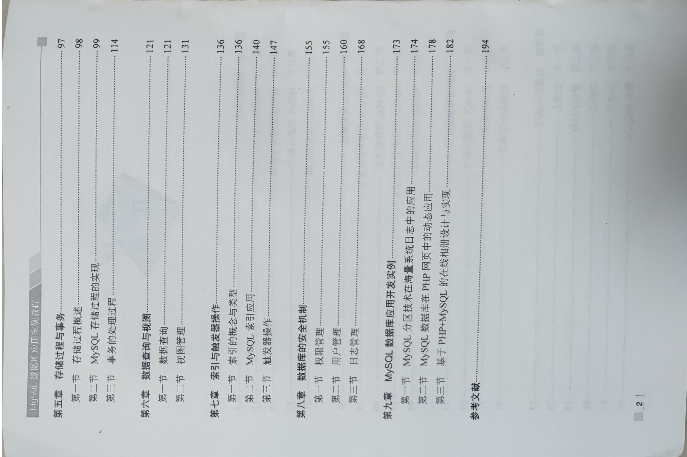 MySQL 数据库应用案例教程
第五章 存储过程与事务 97
第一节 存储过程概述 98
第二节 MySQL 存储过程的实现 99
第三节 事务的处理过程 114
第六章 数据查询与视图 121
第一节 数据查询 121
第二节 视图管理 131
第七章 索引与触发器操作 136
第一节 索引的概念与类型 136
第二节 MySQL 索引应用 140
第三节 触发器操作 147
第八章 数据库的安全机制 155
第一节 权限管理 155
第二节 用户管理 160
第三节 日志管理 168
第九章 MySQL 数据库应用开发实例 173
第一节 MySQL 分区技术在海量系统日志中的应用 174
第二节 MySQL 数据库在 PHP 网页中的动态应用 178
第三节 基于 PHP+MySQL 的在线相册设计与实现 182
参考文献 194
2